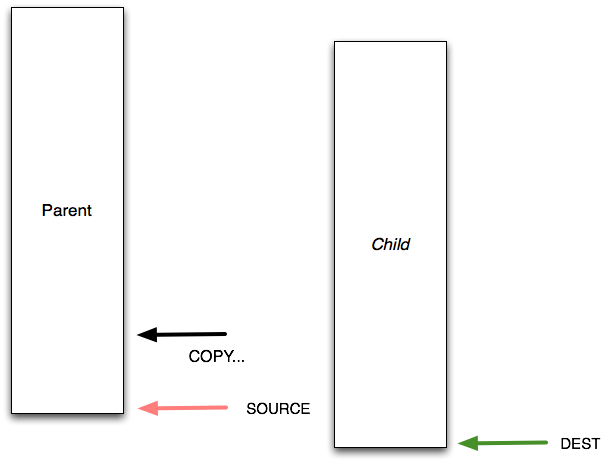 Parent
Child
COPY...
SOURCE
DEST